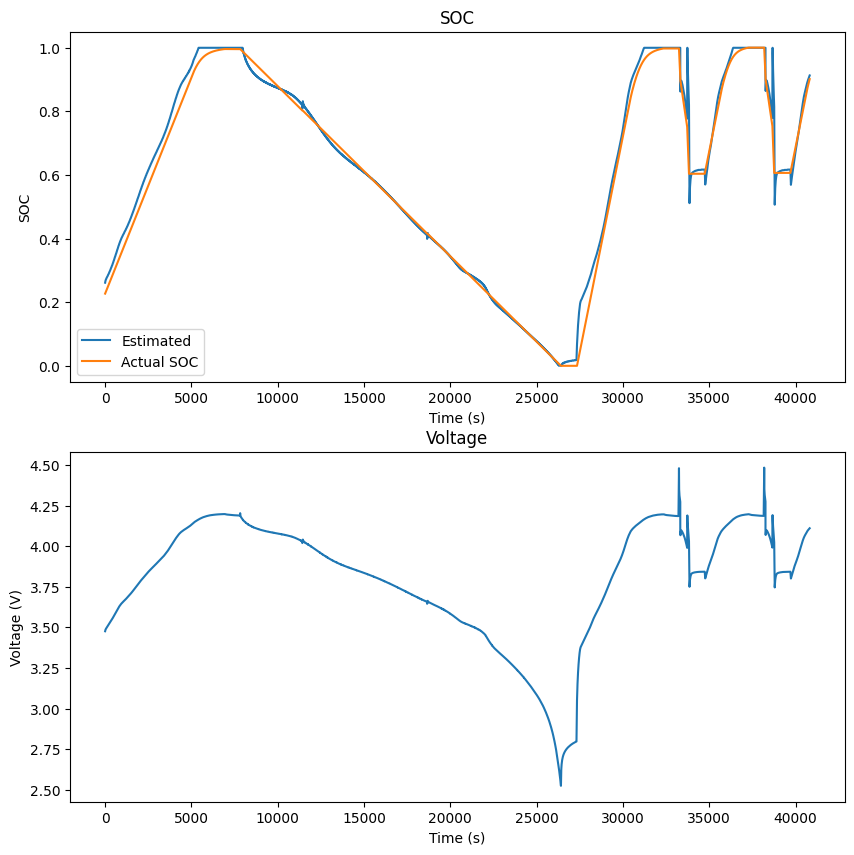 SOC
1.0
0.8
0.6
0.4
0.2
0.0
SOC
Estimated
Actual SOC
0 5000 10000 15000 20000 25000 30000 35000 40000
Time (s)
Voltage
4.50
4.25
4.00
3.75
3.50
3.25
3.00
2.75
2.50
Voltage (V)
0 5000 10000 15000 20000 25000 30000 35000 40000
Time (s)